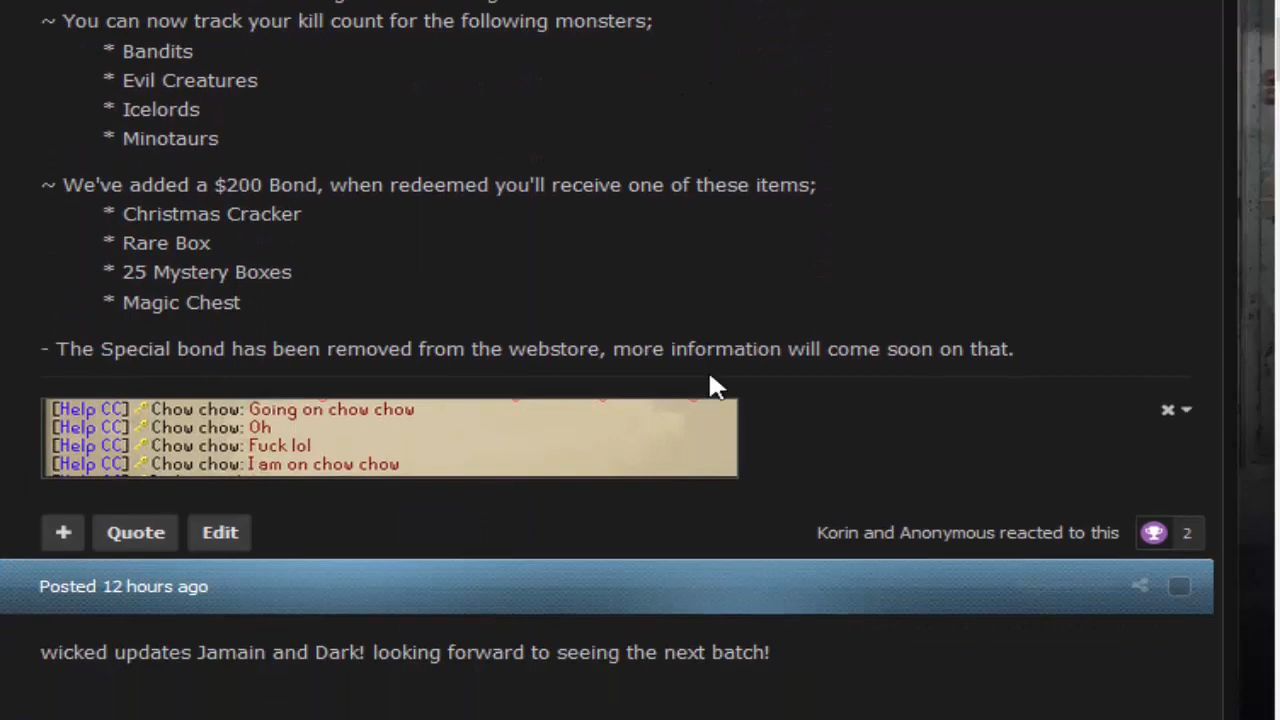 ~ You can now track your kill count for the following monsters;
* Bandits
* Evil Creatures
* Icelords
* Minotaurs
~ We've added a $200 Bond, when redeemed you'll receive one of these items;
* Christmas Cracker
* Rare Box
* 25 Mystery Boxes
* Magic Chest
- The Special bond has been removed from the webstore, more information will come soon on that.
[Help CC] Chow chow: Going on chow chow
[Help CC] Chow chow: Oh
[Help CC] Chow chow: Fuck lol
[Help CC] Chow chow: I am on chow chow
+ Quote Edit Korin and Anonymous reacted to this 2
Posted 12 hours ago
wicked updates Jamain and Dark! looking forward to seeing the next batch!